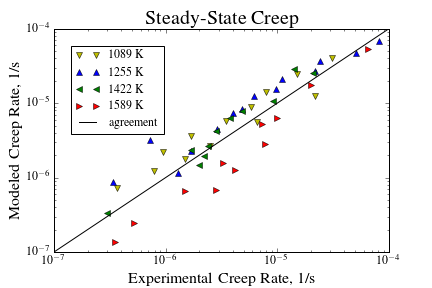 Steady-State Creep
Modeled Creep Rate, 1/s
10⁻⁴
10⁻⁵
10⁻⁶
10⁻⁷
1089 K
1255 K
1422 K
1589 K
agreement
10⁻⁷ 10⁻⁶ 10⁻⁵ 10⁻⁴
Experimental Creep Rate, 1/s